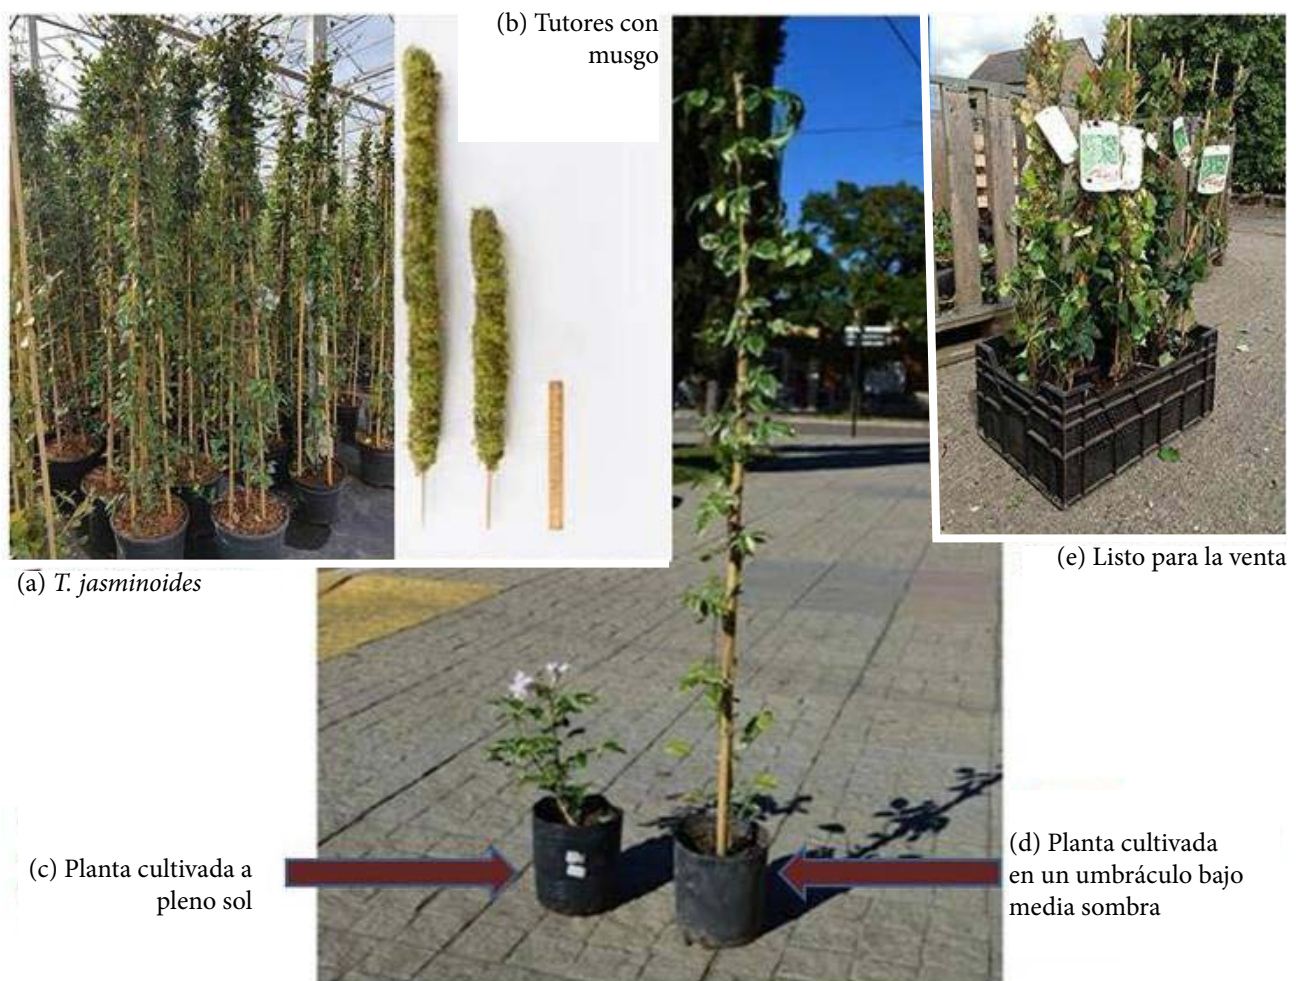 (b) Tutores con
musgo
(a) T. jasminoides
(e) Listo para la venta
(c) Planta cultivada a
pleno sol
(d) Planta cultivada
en un umbráculo bajo
media sombra